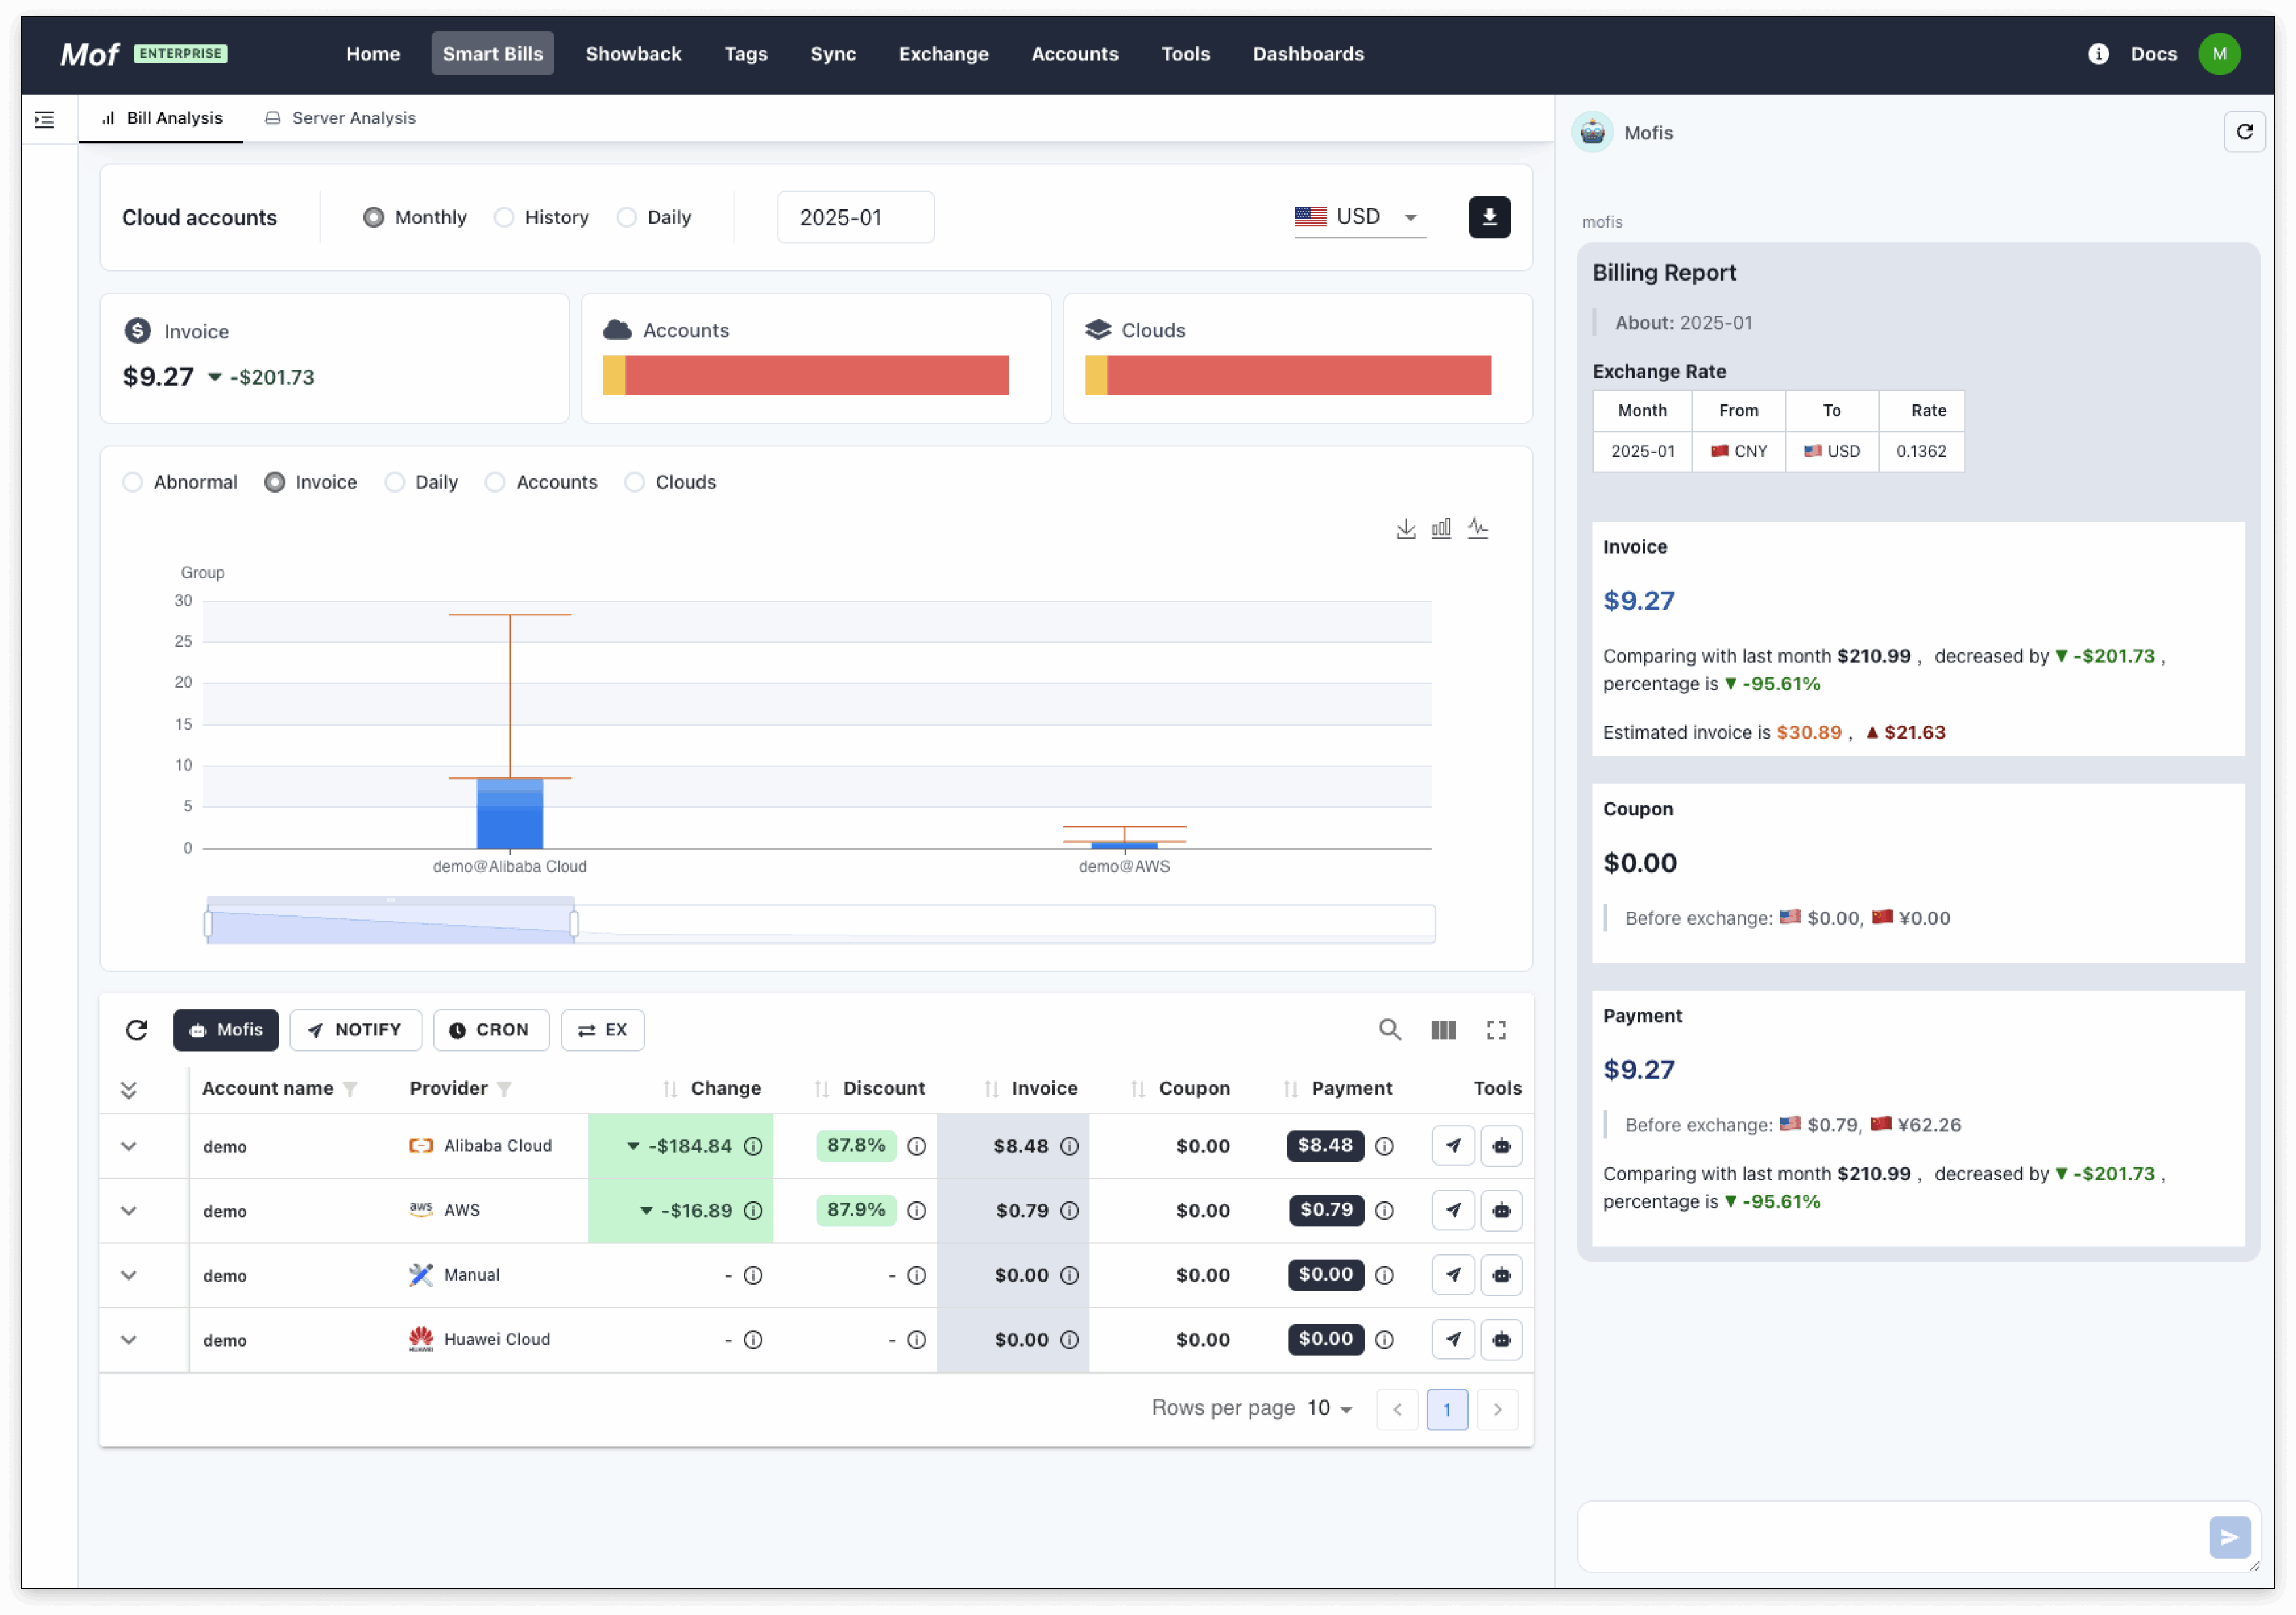 Mof ENTERPRISE Home Smart Bills Showback Tags Sync Exchange Accounts Tools Dashboards Docs M
Bill Analysis Server Analysis
Cloud accounts Monthly History Daily 2025-01 USD
Invoice
$9.27 ▼ -$201.73
Accounts
Clouds
Abnormal Invoice Daily Accounts Clouds
Group
30
25
20
15
10
5
0
demo@Alibaba Cloud demo@AWS
Mofis NOTIFY CRON EX
Account name Provider Change Discount Invoice Coupon Payment Tools
demo Alibaba Cloud ▼ -$184.84 87.8% $8.48 $0.00 $8.48
demo aws AWS ▼ -$16.89 87.9% $0.79 $0.00 $0.79
demo Manual - - $0.00 $0.00 $0.00
demo HUAWEI Huawei Cloud - - $0.00 $0.00 $0.00
Rows per page 10 1
Mofis
mofis
Billing Report
About: 2025-01
Exchange Rate
Month From To Rate
2025-01 CNY USD 0.1362
Invoice
$9.27
Comparing with last month $210.99 , decreased by ▼ -$201.73 ,
percentage is ▼ -95.61%
Estimated invoice is $30.89 , ▲ $21.63
Coupon
$0.00
Before exchange: $0.00, ¥0.00
Payment
$9.27
Before exchange: $0.79, ¥62.26
Comparing with last month $210.99 , decreased by ▼ -$201.73 ,
percentage is ▼ -95.61%